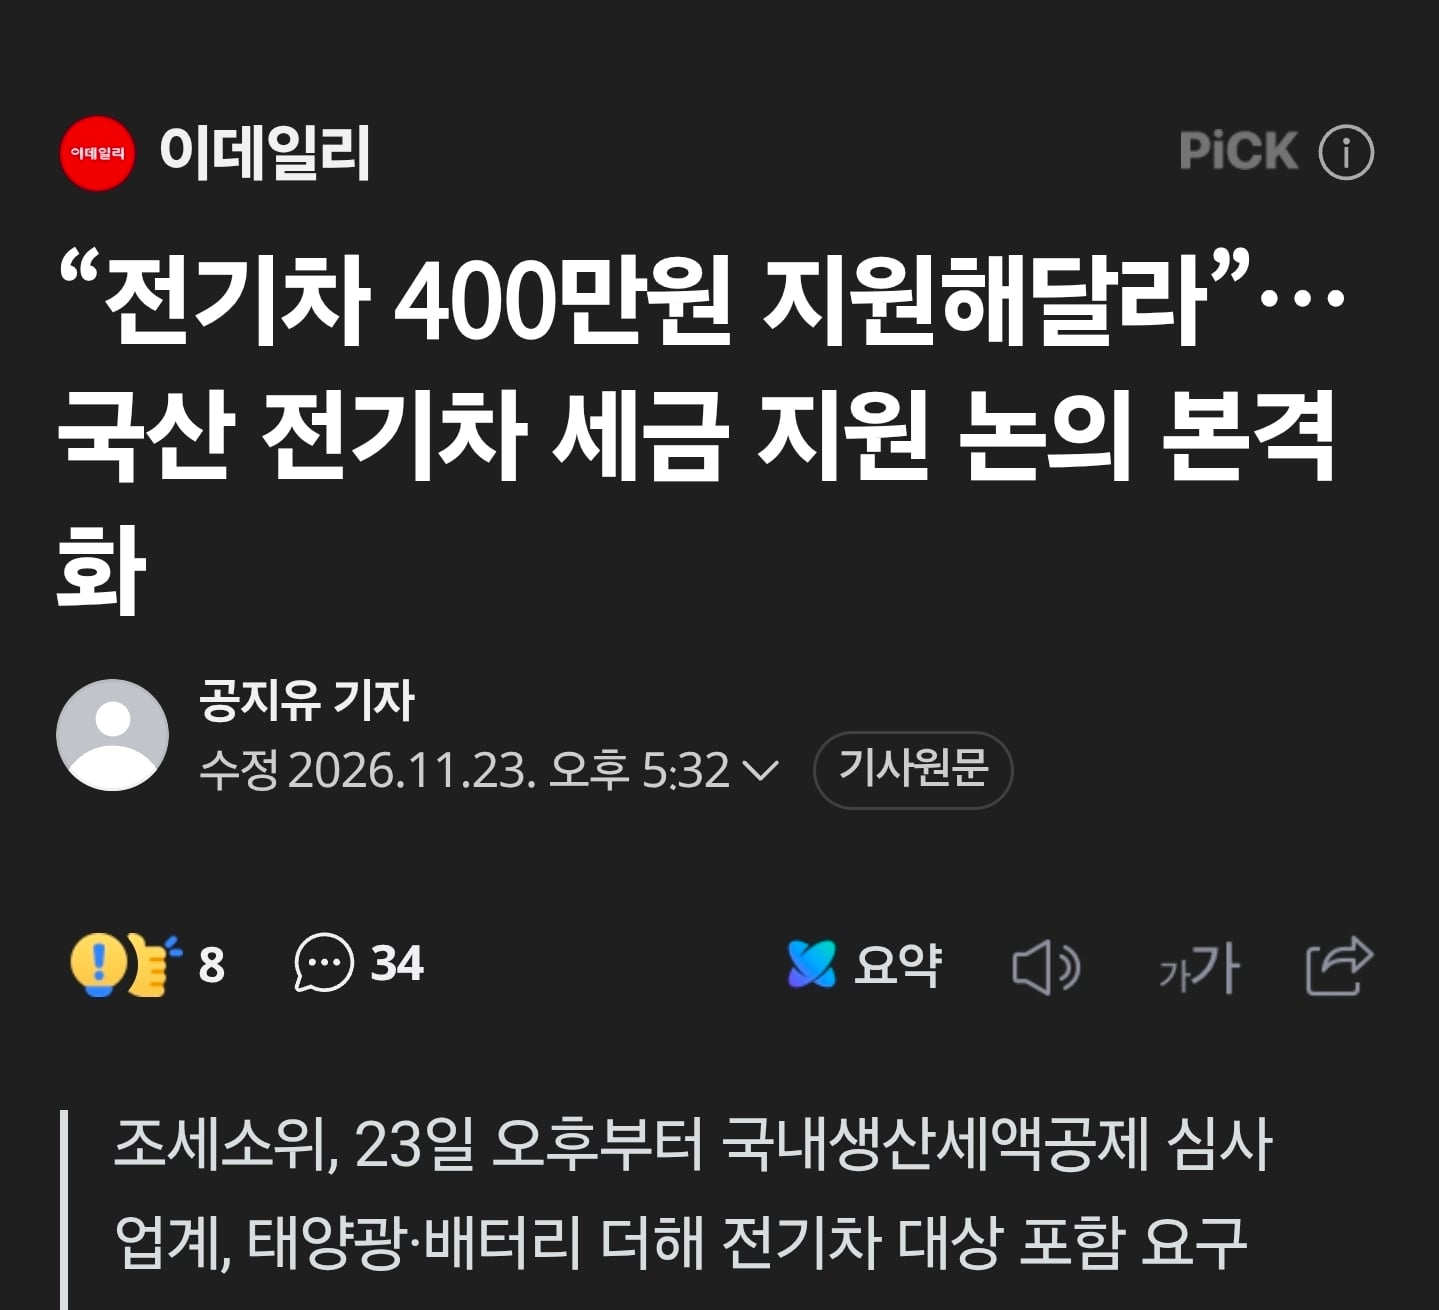 이데일리 이데일리 PiCK
“전기차 400만원 지원해달라”…
국산 전기차 세금 지원 논의 본격
화
공지유 기자
수정 2026.11.23. 오후 5:32 기사원문
8 34 요약 가가
조세소위, 23일 오후부터 국내생산세액공제 심사
업계, 태양광·배터리 더해 전기차 대상 포함 요구